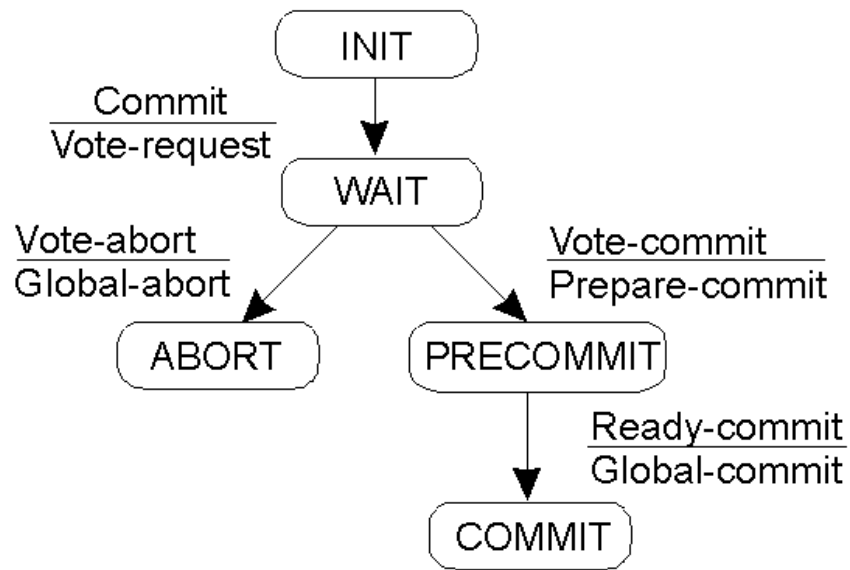 INIT
Commit
Vote-request
WAIT
Vote-abort
Global-abort
Vote-commit
Prepare-commit
ABORT
PRECOMMIT
Ready-commit
Global-commit
COMMIT